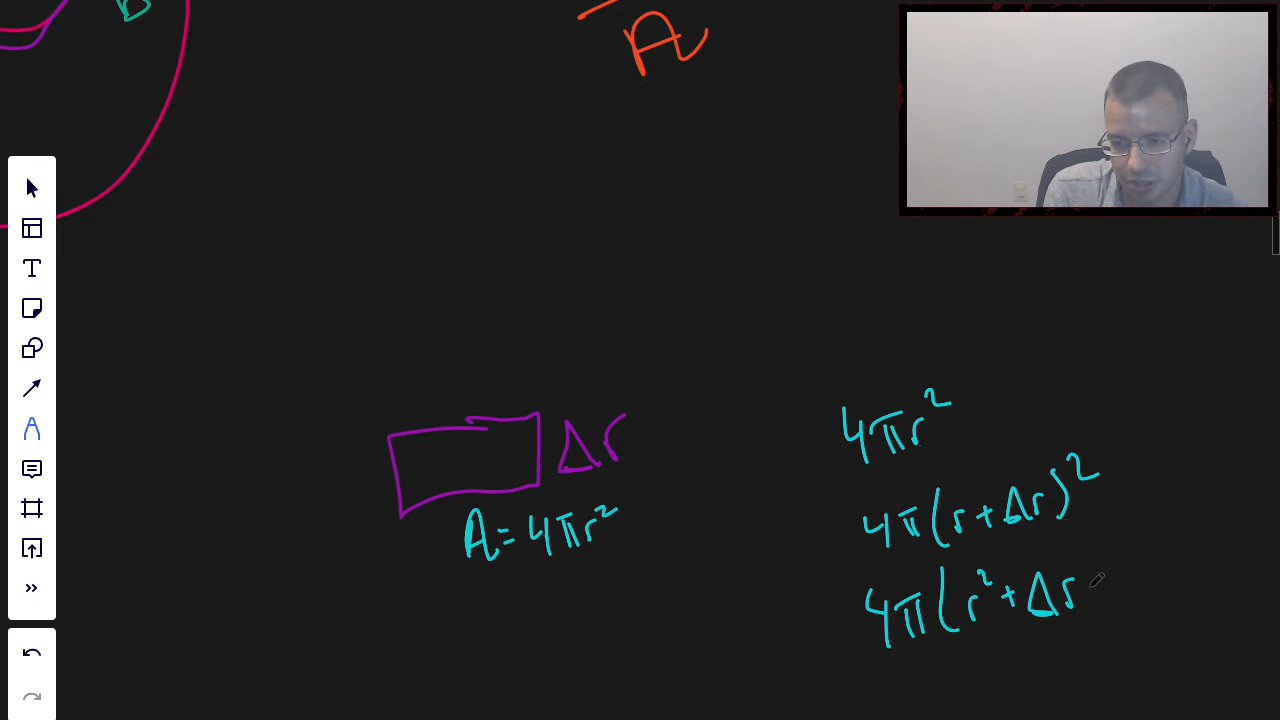 B
A
Δr
A = 4πr²
4πr²
4π(r + Δr)²
4π(r² + Δr